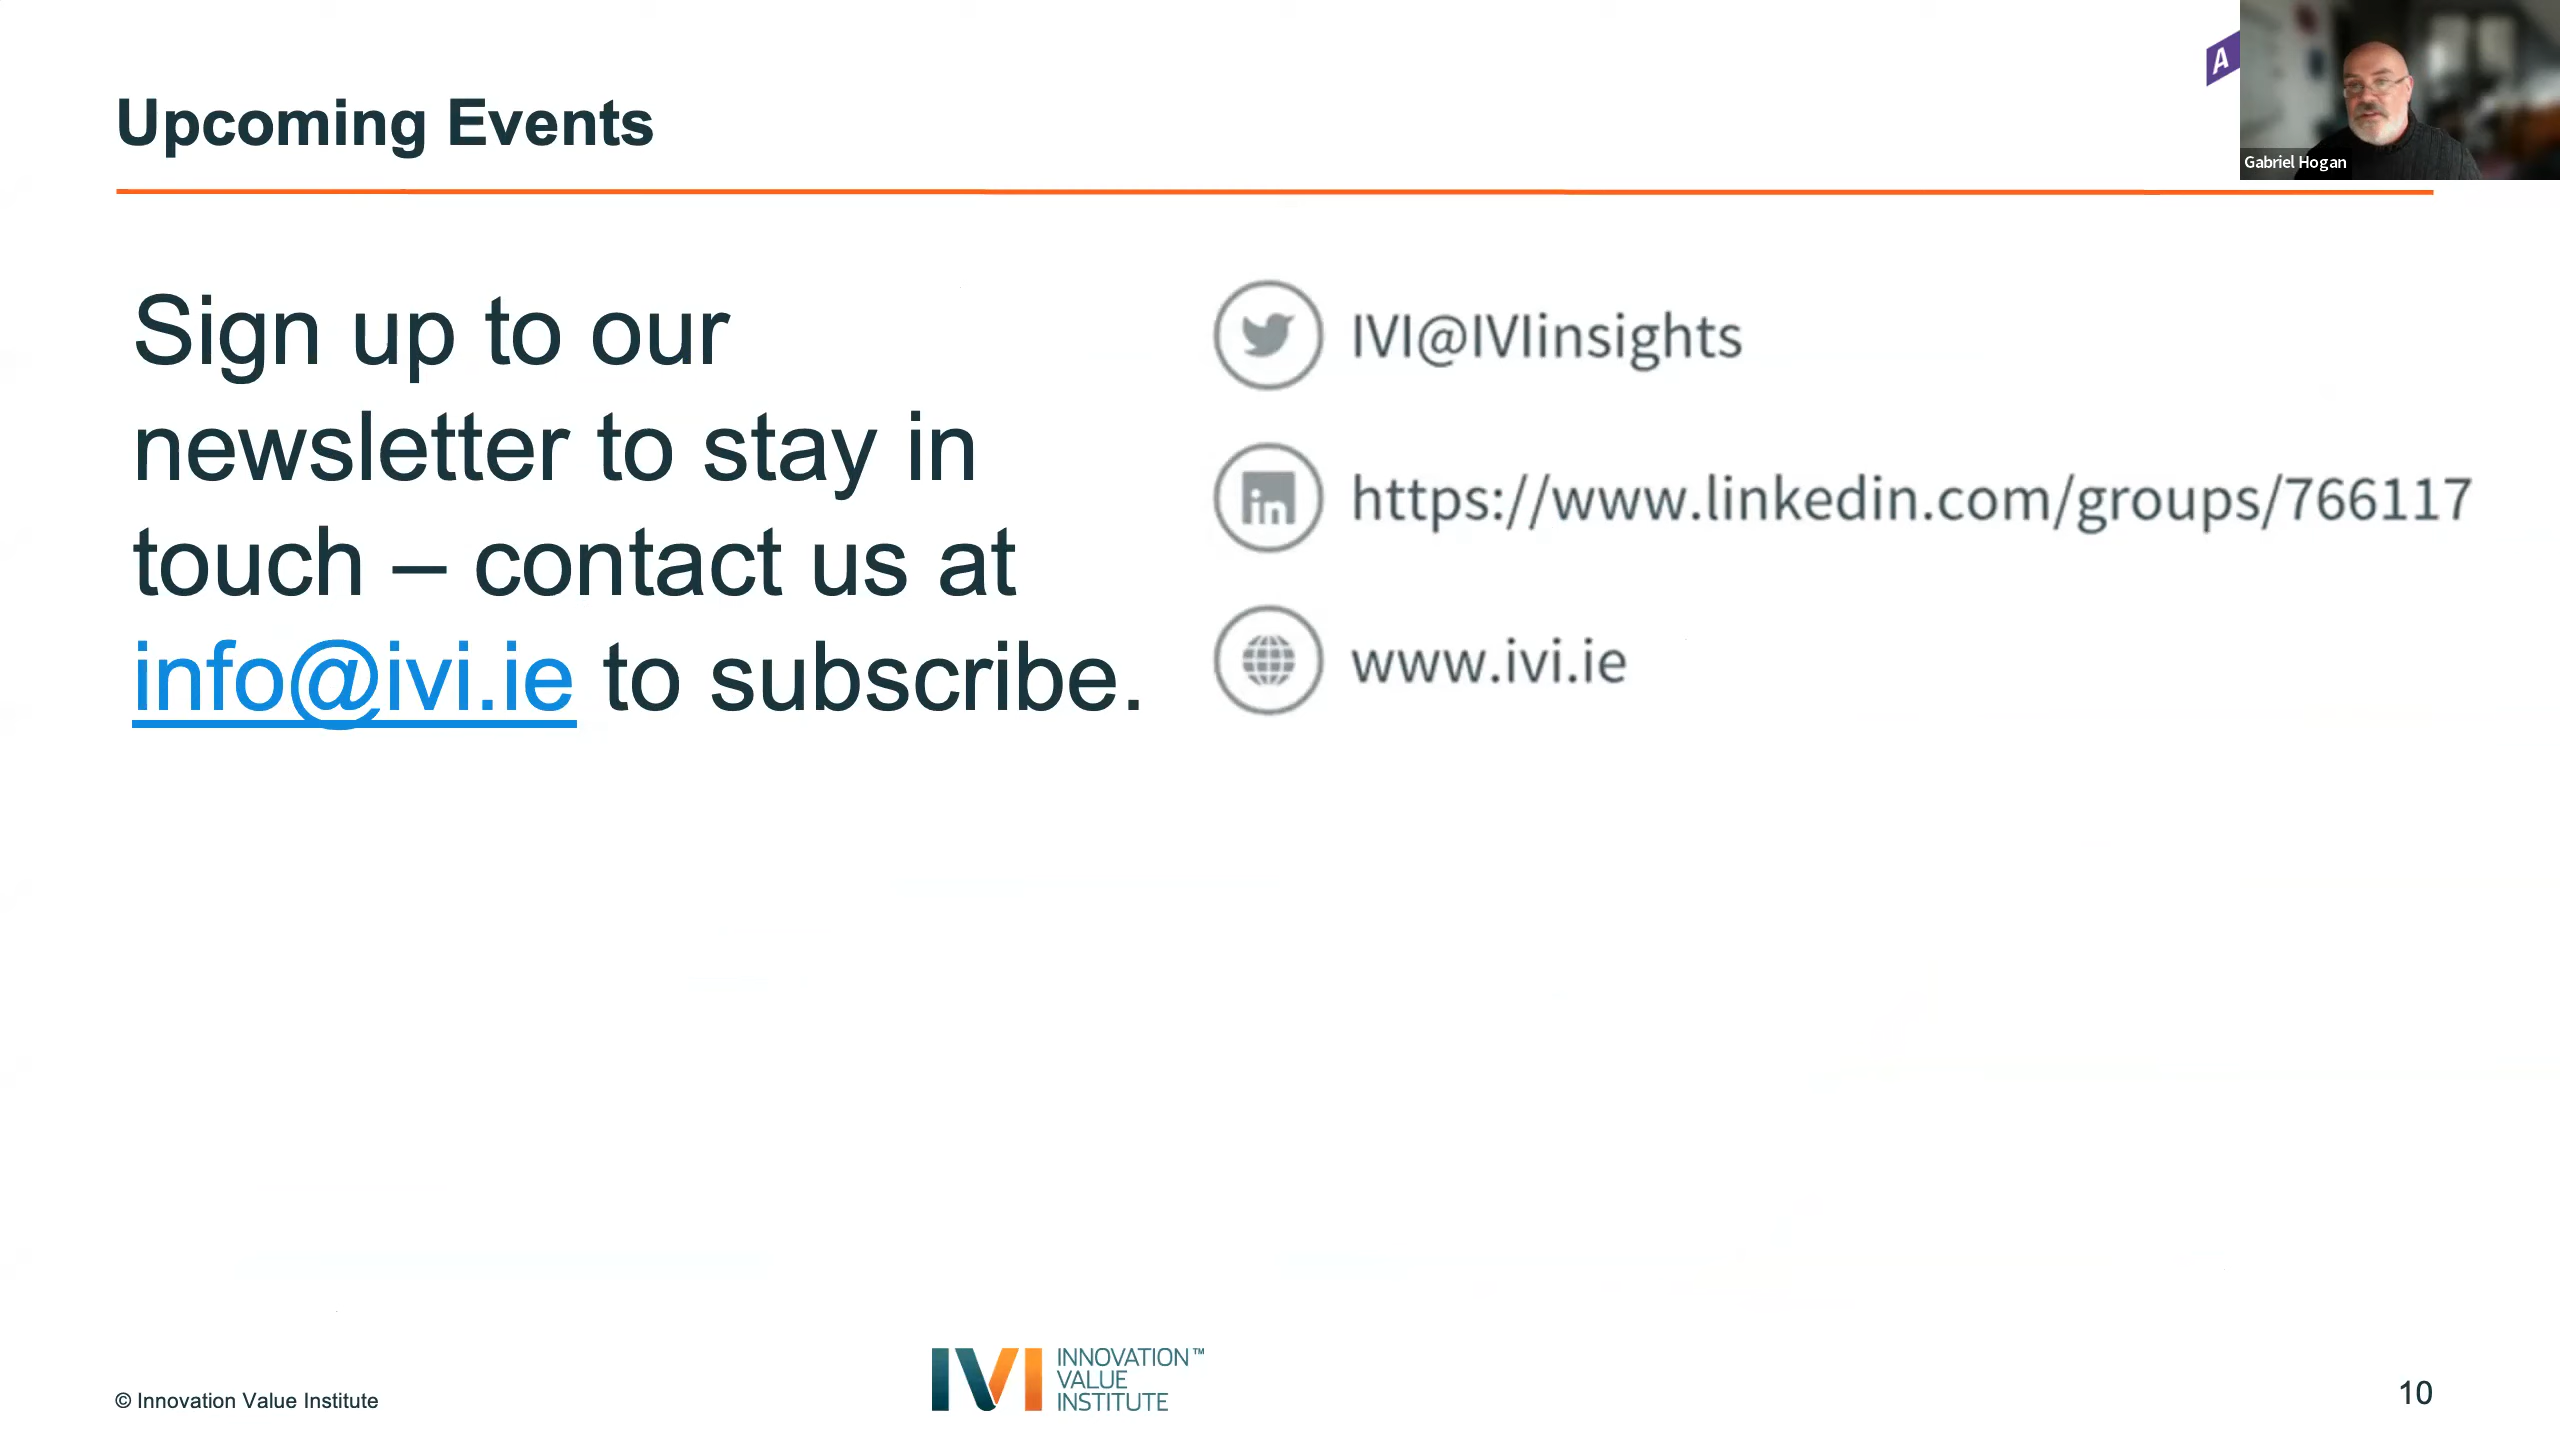 Upcoming Events
A
Gabriel Hogan
Sign up to our
newsletter to stay in
touch – contact us at
info@ivi.ie to subscribe.
IVI@IVIinsights
in
https://www.linkedin.com/groups/766117
www.ivi.ie
© Innovation Value Institute
IVI
INNOVATION™
VALUE
INSTITUTE
10